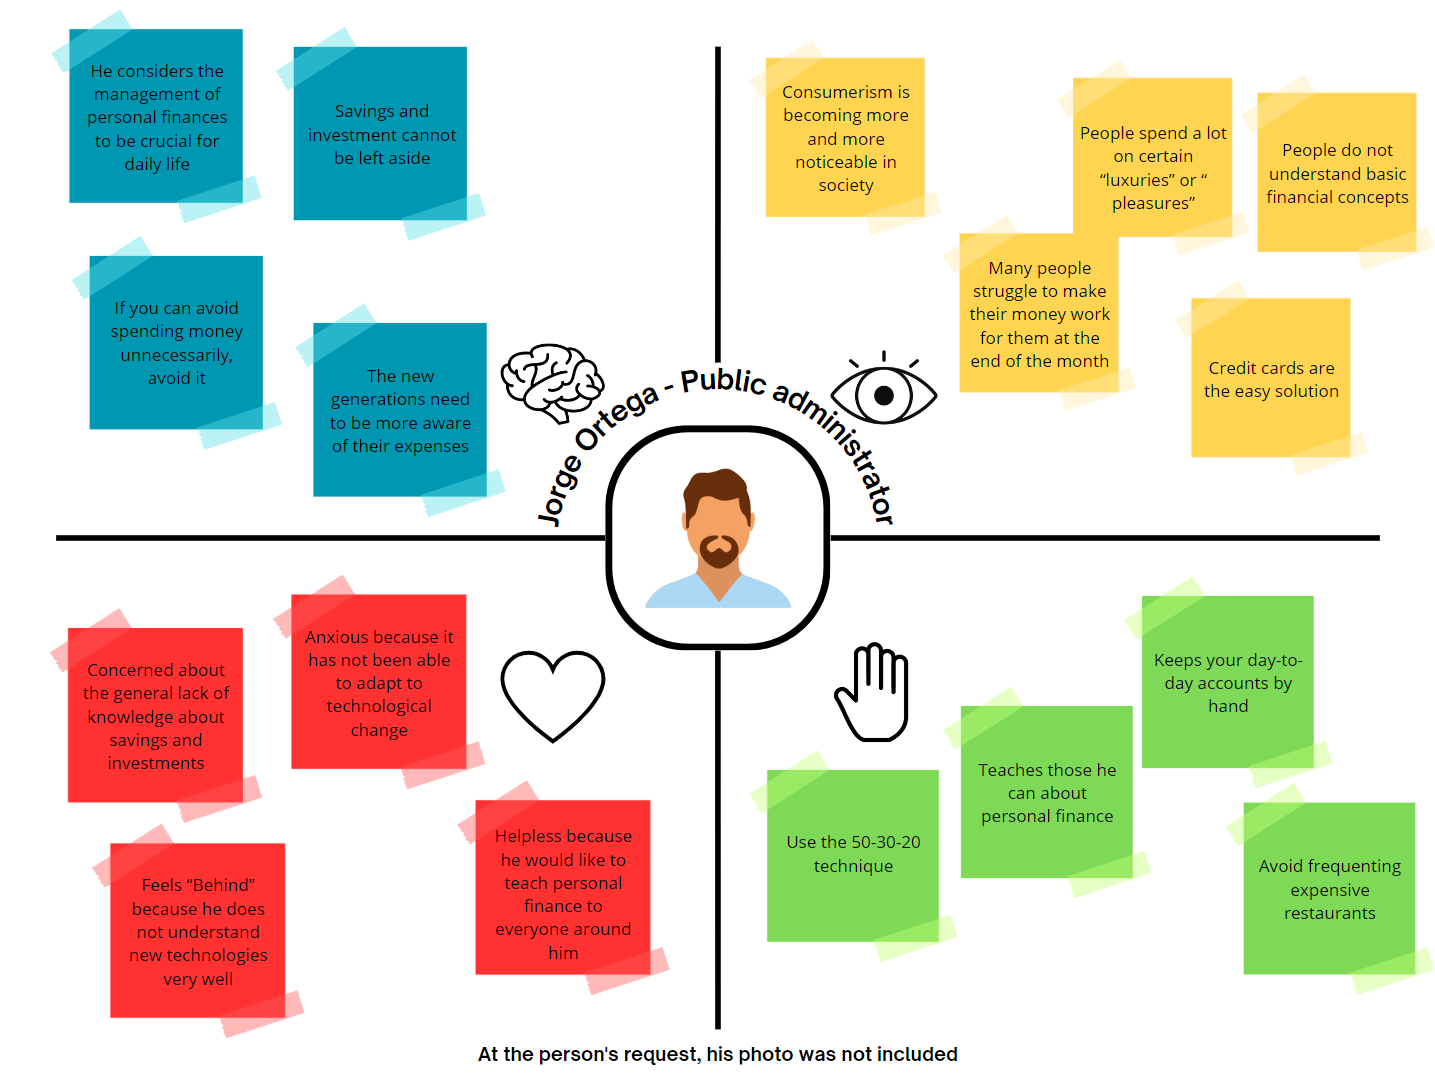 He considers the
management of
personal finances
to be crucial for
daily life
Savings and
investment cannot
be left aside
If you can avoid
spending money
unnecessarily,
avoid it
The new
generations need
to be more aware
of their expenses
Consumerism is
becoming more
and more
noticeable in
society
People spend a lot
on certain
“luxuries” or “
pleasures”
People do not
understand basic
financial concepts
Many people
struggle to make
their money work
for them at the
end of the month
Credit cards are
the easy solution
Jorge Ortega - Public administrator
Concerned about
the general lack of
knowledge about
savings and
investments
Anxious because it
has not been able
to adapt to
technological
change
Feels “Behind”
because he does
not understand
new technologies
very well
Helpless because
he would like to
teach personal
finance to
everyone around
him
Keeps your day-to-
day accounts by
hand
Teaches those he
can about
personal finance
Use the 50-30-20
technique
Avoid frequenting
expensive
restaurants
At the person's request, his photo was not included